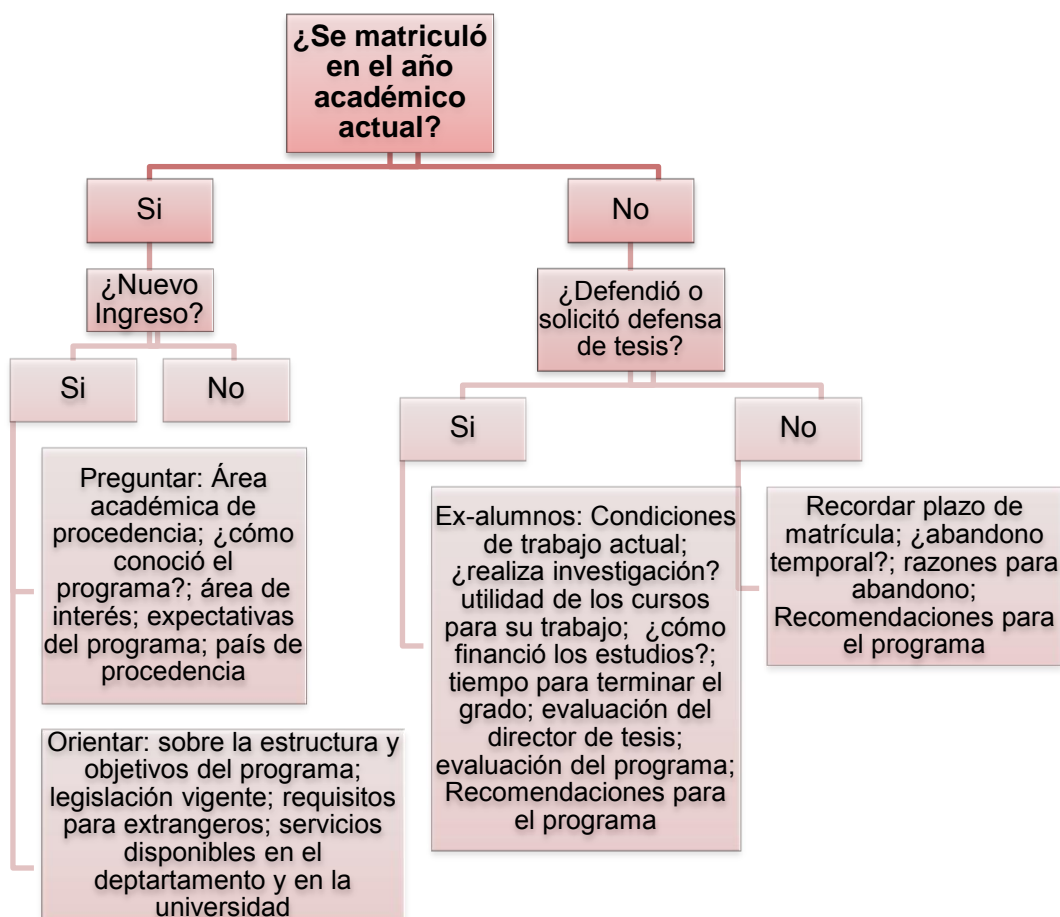 ¿Se matriculó
en el año
académico
actual?
Si
No
¿Nuevo
Ingreso?
¿Defendió o
solicitó defensa
de tesis?
Si
No
Si
No
Preguntar: Área
académica de
procedencia; ¿cómo
conoció el
programa?; área de
interés; expectativas
del programa; país de
procedencia
Orientar: sobre la estructura y
objetivos del programa;
legislación vigente; requisitos
para extrangeros; servicios
disponibles en el
deptartamento y en la
universidad
Ex-alumnos: Condiciones
de trabajo actual;
¿realiza investigación?
utilidad de los cursos
para su trabajo; ¿cómo
financió los estudios?;
tiempo para terminar el
grado; evaluación del
director de tesis;
evaluación del programa;
Recomendaciones para
el programa
Recordar plazo de
matrícula; ¿abandono
temporal?; razones para
abandono;
Recomendaciones para
el programa